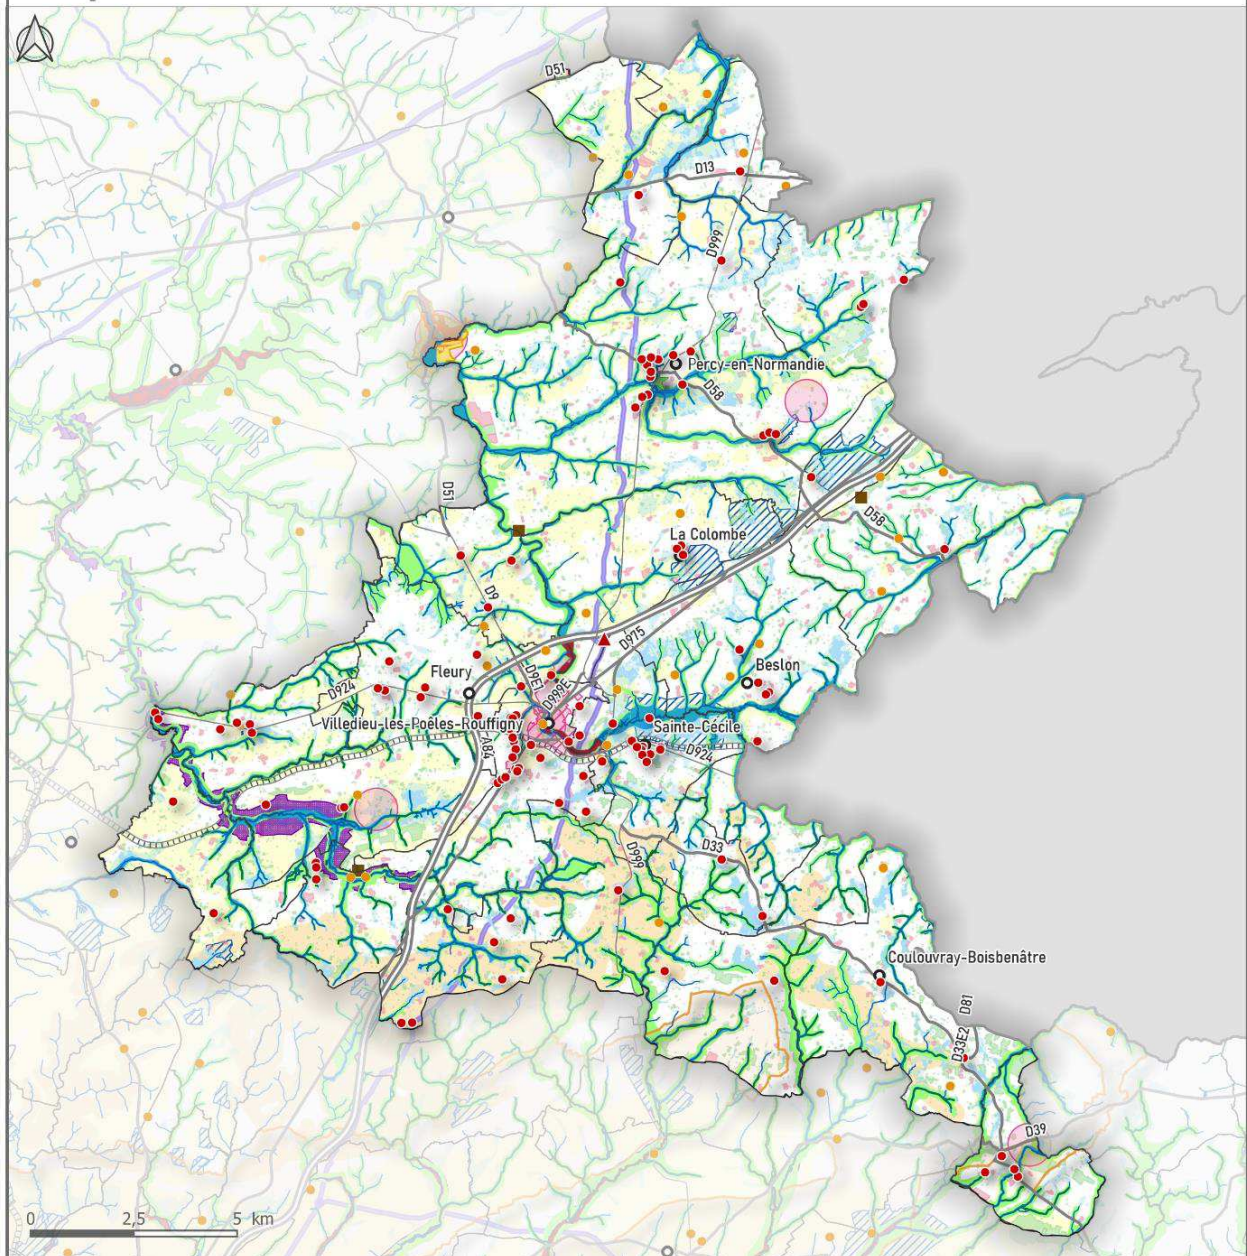 D51
D13
D999
Percy-en-Normandie
D58
D51
D58
La Colombe
D9
D975
Beslon
Fleury
D9E1
D999E
D924
Villedieu-les-Poêles-Rouffigny
Sainte-Cécile
D924
A84
D33
D999
Coulouvray-Boisbenâtre
D81
D33E2
D39
0 2,5 5 km